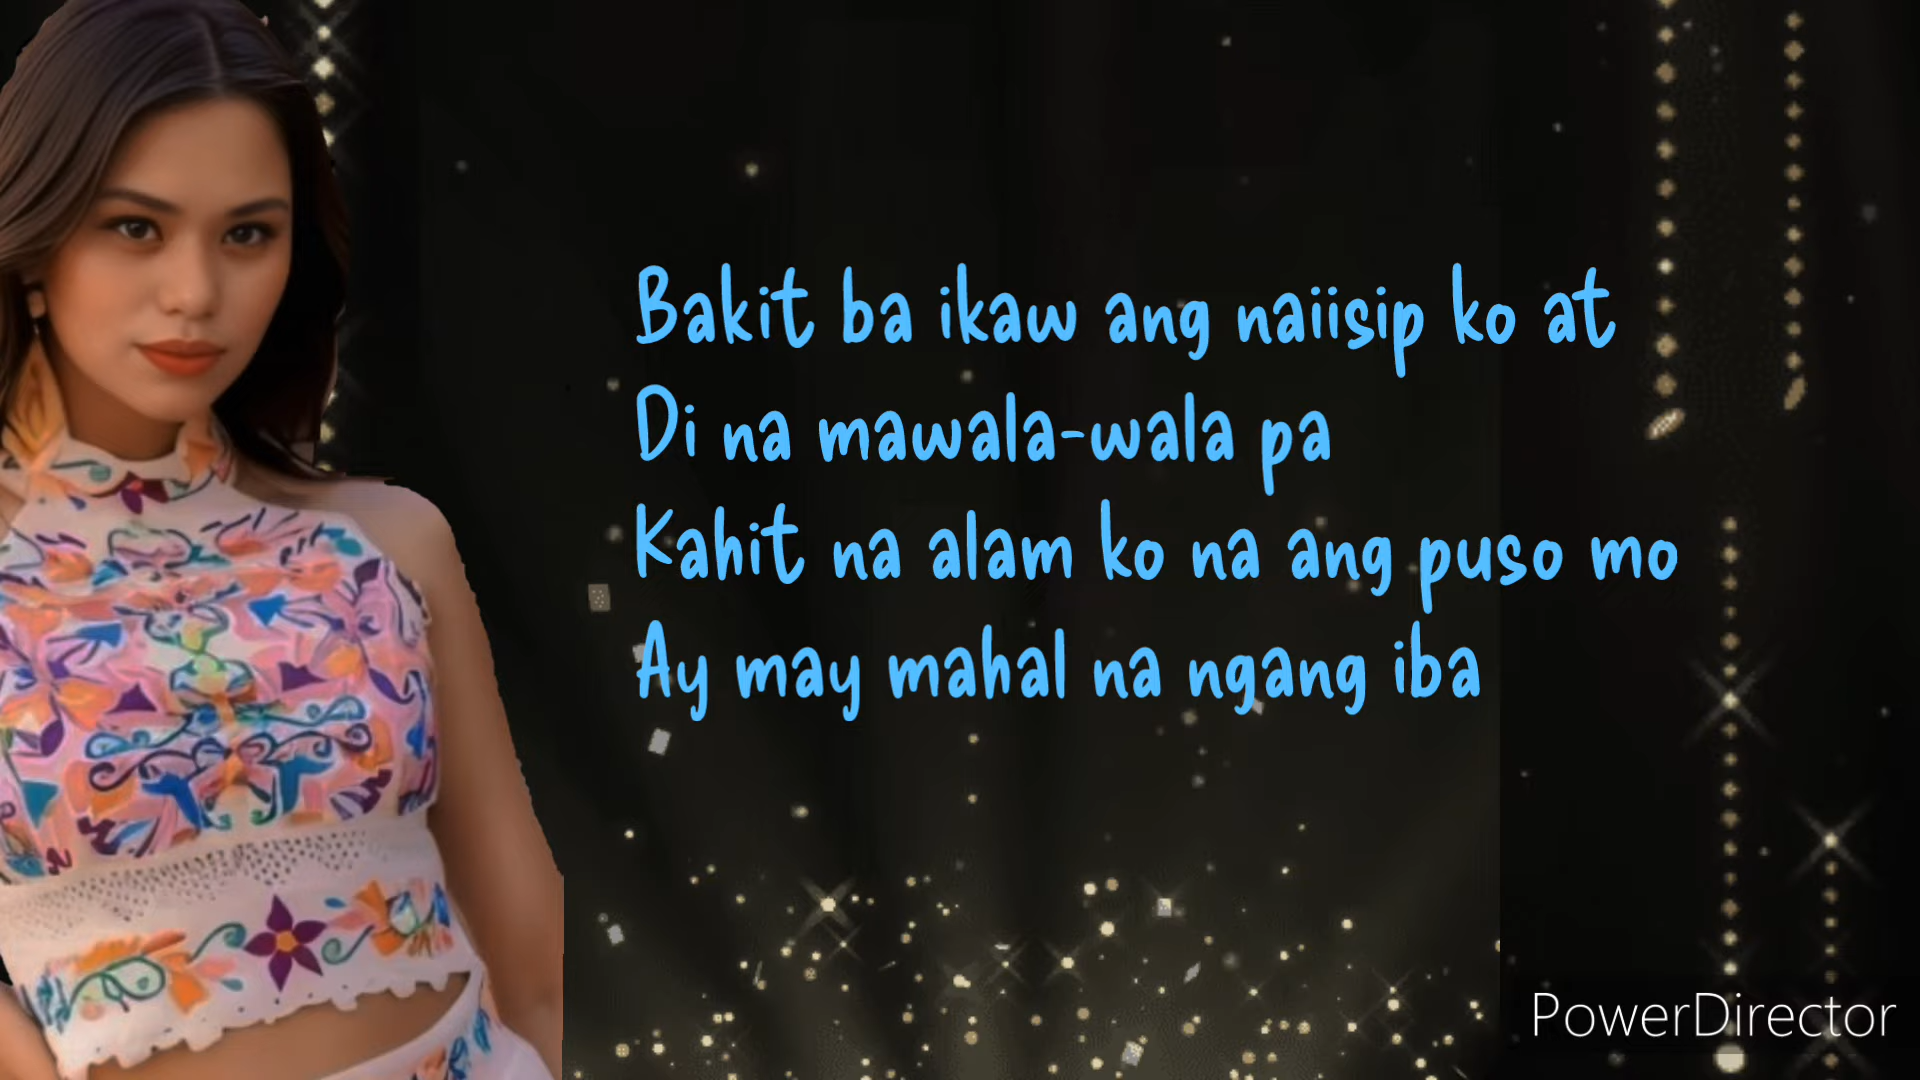 Bakit ba ikaw ang naiisip ko at
Di na mawala-wala pa
Kahit na alam ko na ang puso mo
Ay may mahal na ngang iba
PowerDirector